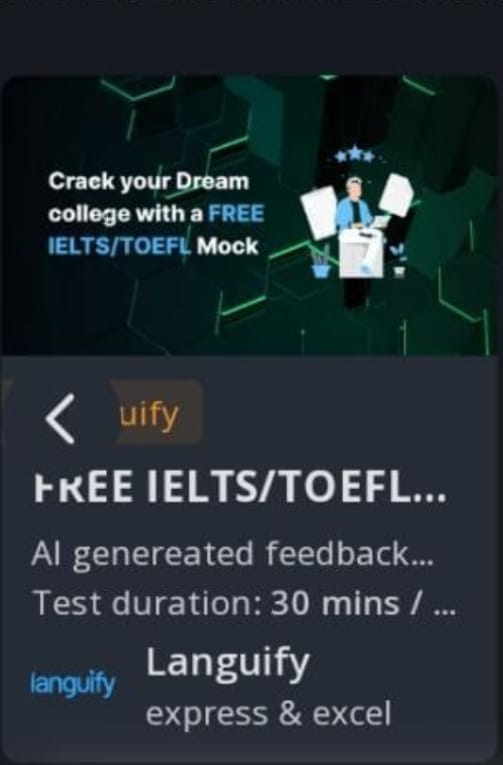 Crack your Dream
college with a FREE
IELTS/TOEFL Mock
uify
FREE IELTS/TOEFL...
AI genereated feedback...
Test duration: 30 mins / ...
languify
Languify
express & excel